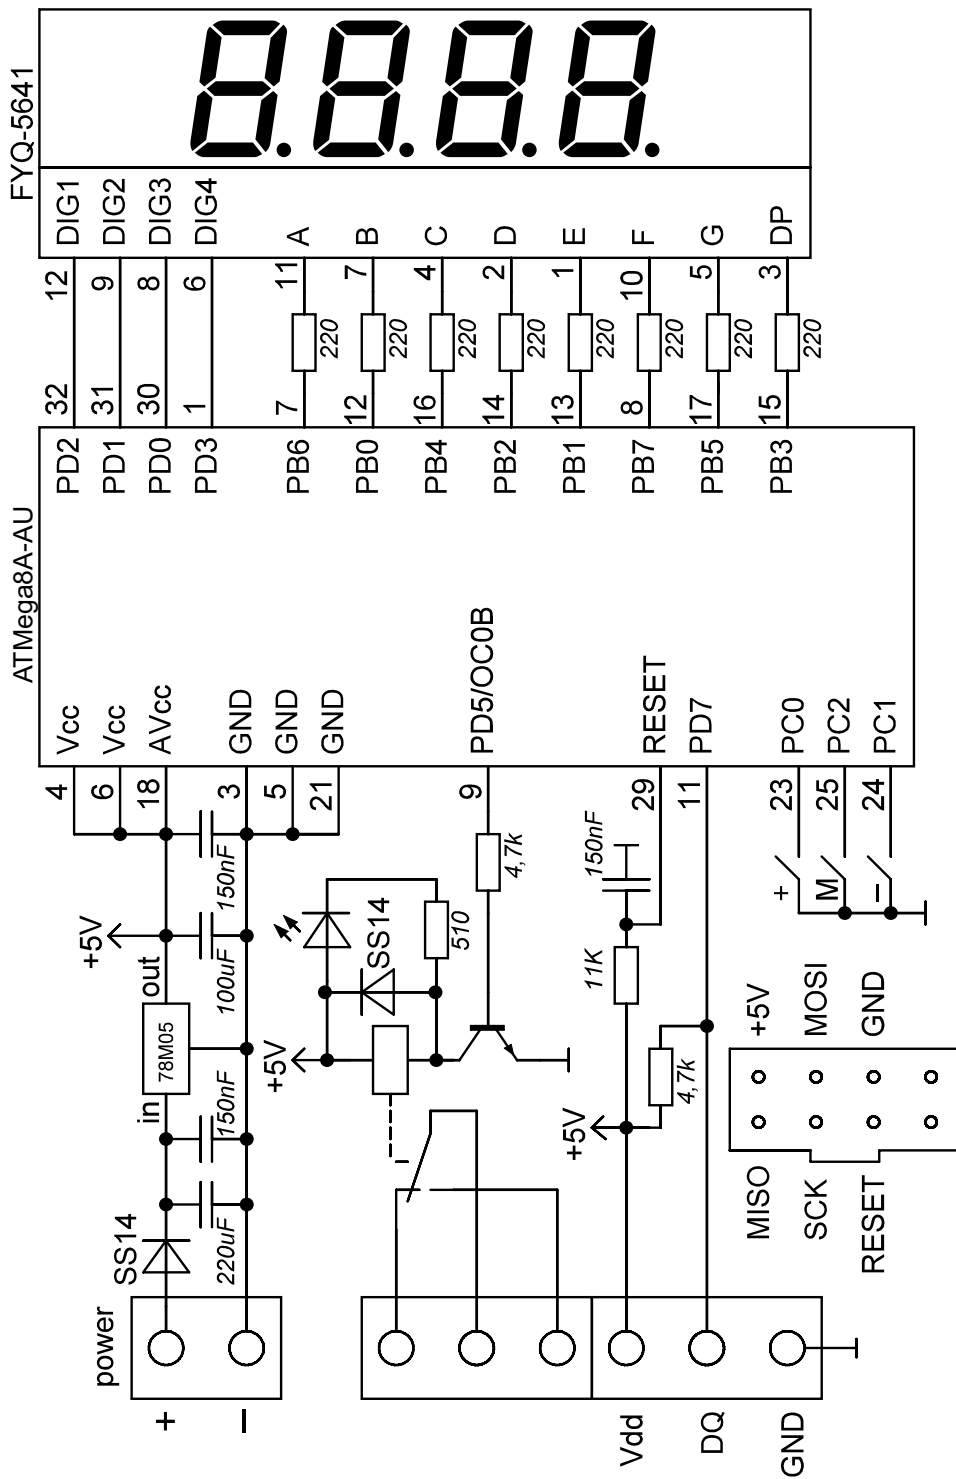 FYQ-5641
DIG1
DIG2
DIG3
DIG4
A
B
C
D
E
F
G
DP
12
9
8
6
11
7
4
2
1
10
5
3
220
220
220
220
220
220
220
220
32
31
30
1
7
12
16
14
13
8
17
15
PD2
PD1
PD0
PD3
PB6
PB0
PB4
PB2
PB1
PB7
PB5
PB3
ATMega8A-AU
Vcc
Vcc
AVcc
GND
GND
GND
PD5/OC0B
RESET
PD7
PC0
PC2
PC1
4
6
18
3
5
21
9
29
11
23
25
24
150nF
4,7k
150nF
+
M
–
+5V
100uF
510
SS14
11K
out
78M05
in
+5V
150nF
4,7k
+5V
+5V
MOSI
GND
MISO
SCK
RESET
SS14
220uF
power
+
–
Vdd
DQ
GND